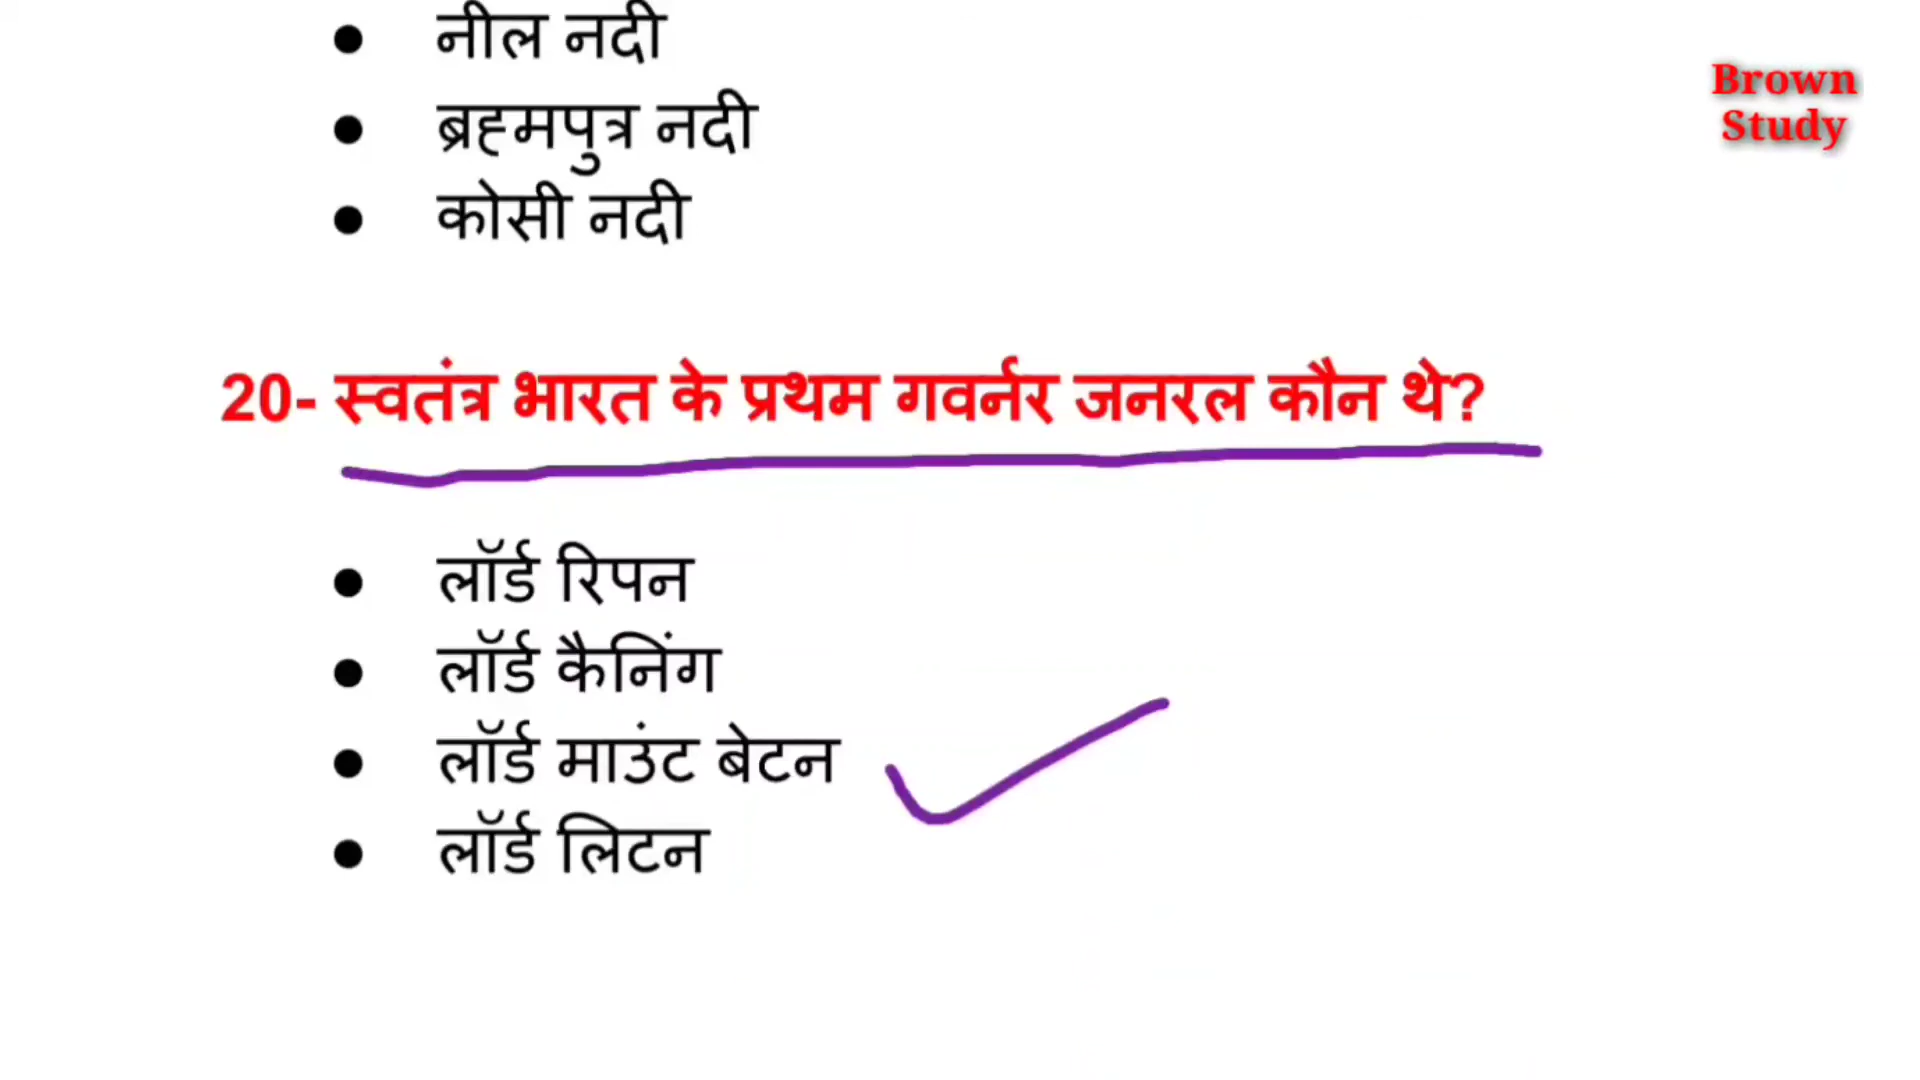 ● नील नदी
● ब्रह्मपुत्र नदी
● कोसी नदी
Brown
Study
20- स्वतंत्र भारत के प्रथम गवर्नर जनरल कौन थे?
● लॉर्ड रिपन
● लॉर्ड कैनिंग
● लॉर्ड माउंट बेटन
● लॉर्ड लिटन